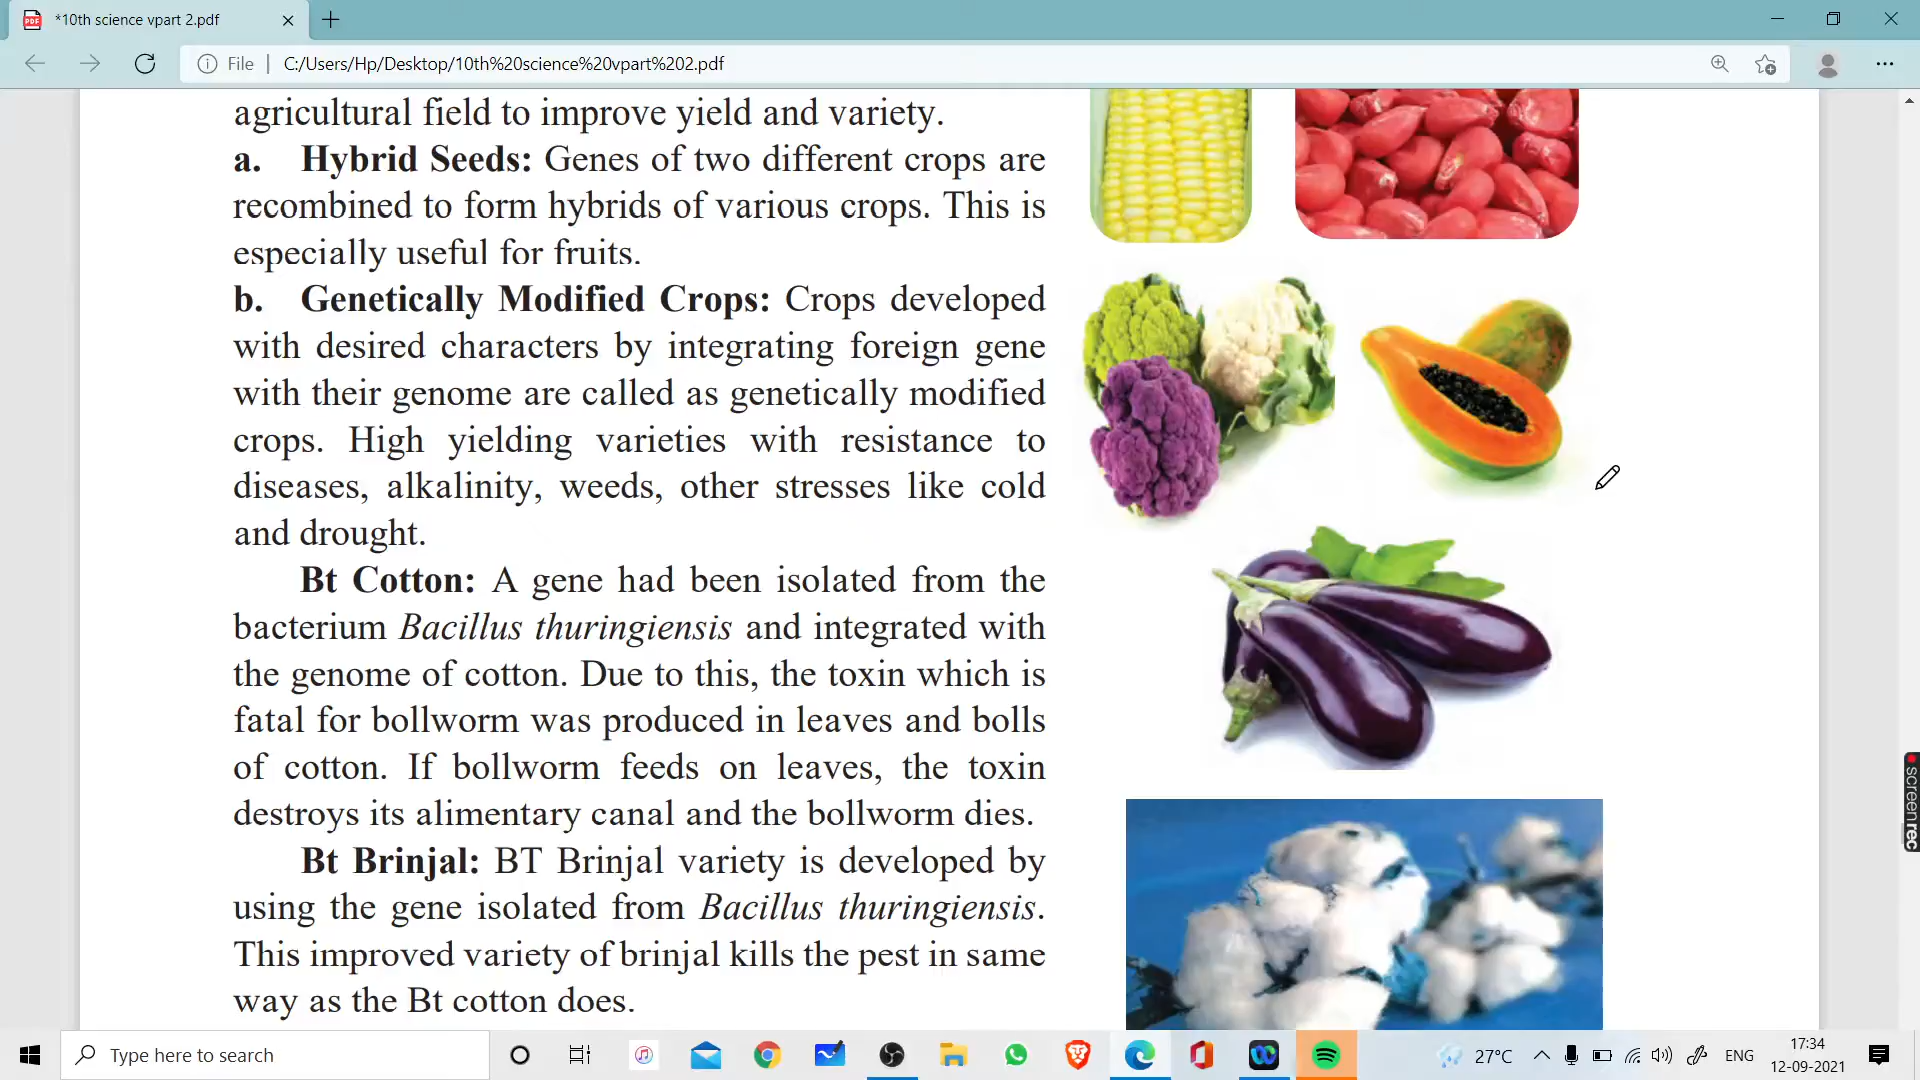 *10th science vpart 2.pdf
File
C:/Users/Hp/Desktop/10th%20science%20vpart%202.pdf
agricultural field to improve yield and variety.
a. Hybrid Seeds: Genes of two different crops are
recombined to form hybrids of various crops. This is
especially useful for fruits.
b. Genetically Modified Crops: Crops developed
with desired characters by integrating foreign gene
with their genome are called as genetically modified
crops. High yielding varieties with resistance to
diseases, alkalinity, weeds, other stresses like cold
and drought.
Bt Cotton: A gene had been isolated from the
bacterium Bacillus thuringiensis and integrated with
the genome of cotton. Due to this, the toxin which is
fatal for bollworm was produced in leaves and bolls
of cotton. If bollworm feeds on leaves, the toxin
destroys its alimentary canal and the bollworm dies.
Bt Brinjal: BT Brinjal variety is developed by
using the gene isolated from Bacillus thuringiensis.
This improved variety of brinjal kills the pest in same
way as the Bt cotton does.
screenrec
Type here to search
27°C
ENG
17:34
12-09-2021